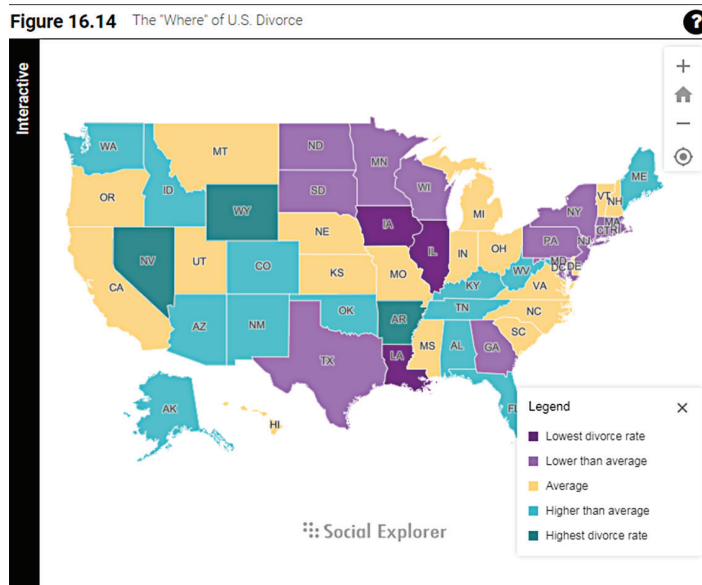 Figure 16.14 The "Where" of U.S. Divorce
?
Interactive
+
−
WA
MT
ND
MN
ME
OR
ID
SD
WI
VT
NH
WY
MI
NY
MA
CT
RI
IA
NE
PA
NJ
NV
UT
IL
IN
OH
MD
DC
DE
CO
KS
MO
WV
VA
CA
KY
OK
TN
NC
AZ
NM
AR
SC
MS
AL
GA
TX
LA
FL
AK
HI
Legend
Lowest divorce rate
Lower than average
Average
Higher than average
Highest divorce rate
Social Explorer